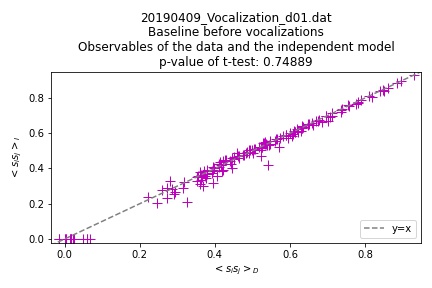 20190409_Vocalization_d01.dat
Baseline before vocalizations
Observables of the data and the independent model
p-value of t-test: 0.74889
< s_i s_j >_I
0.8
0.6
0.4
0.2
0.0
y=x
0.0 0.2 0.4 0.6 0.8
< s_i s_j >_D